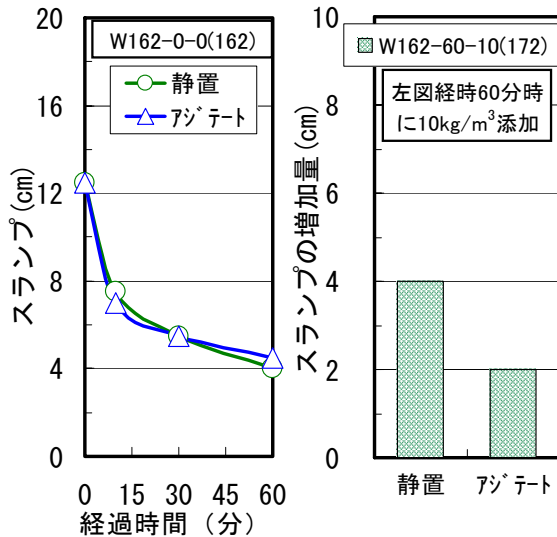 W162-0-0(162)
静置
アジテート
スランプ(cm)
20
16
12
8
4
0
0 15 30 45 60
経過時間（分）
W162-60-10(172)
左図経時60分時
に10kg/m³添加
スランプの増加量(cm)
10
8
6
4
2
0
静置 アジテート